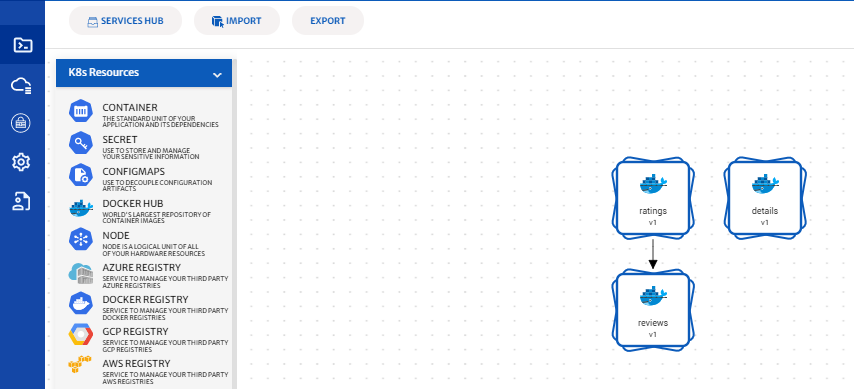 SERVICES HUB
IMPORT
EXPORT
K8s Resources
CONTAINER
THE STANDARD UNIT OF YOUR
APPLICATION AND ITS DEPENDENCIES
SECRET
USE TO STORE AND MANAGE
YOUR SENSITIVE INFORMATION
CONFIGMAPS
USE TO DECOUPLE CONFIGURATION
ARTIFACTS
DOCKER HUB
WORLD'S LARGEST REPOSITORY OF
CONTAINER IMAGES
NODE
NODE IS A LOGICAL UNIT OF ALL
OF YOUR HARDWARE RESOURCES
AZURE REGISTRY
SERVICE TO MANAGE YOUR THIRD PARTY
AZURE REGISTRIES
DOCKER REGISTRY
SERVICE TO MANAGE YOUR THIRD PARTY
DOCKER REGISTRIES
GCP REGISTRY
SERVICE TO MANAGE YOUR THIRD PARTY
GCP REGISTRIES
AWS REGISTRY
SERVICE TO MANAGE YOUR THIRD PARTY
AWS REGISTRIES
ratings
v1
details
v1
reviews
v1